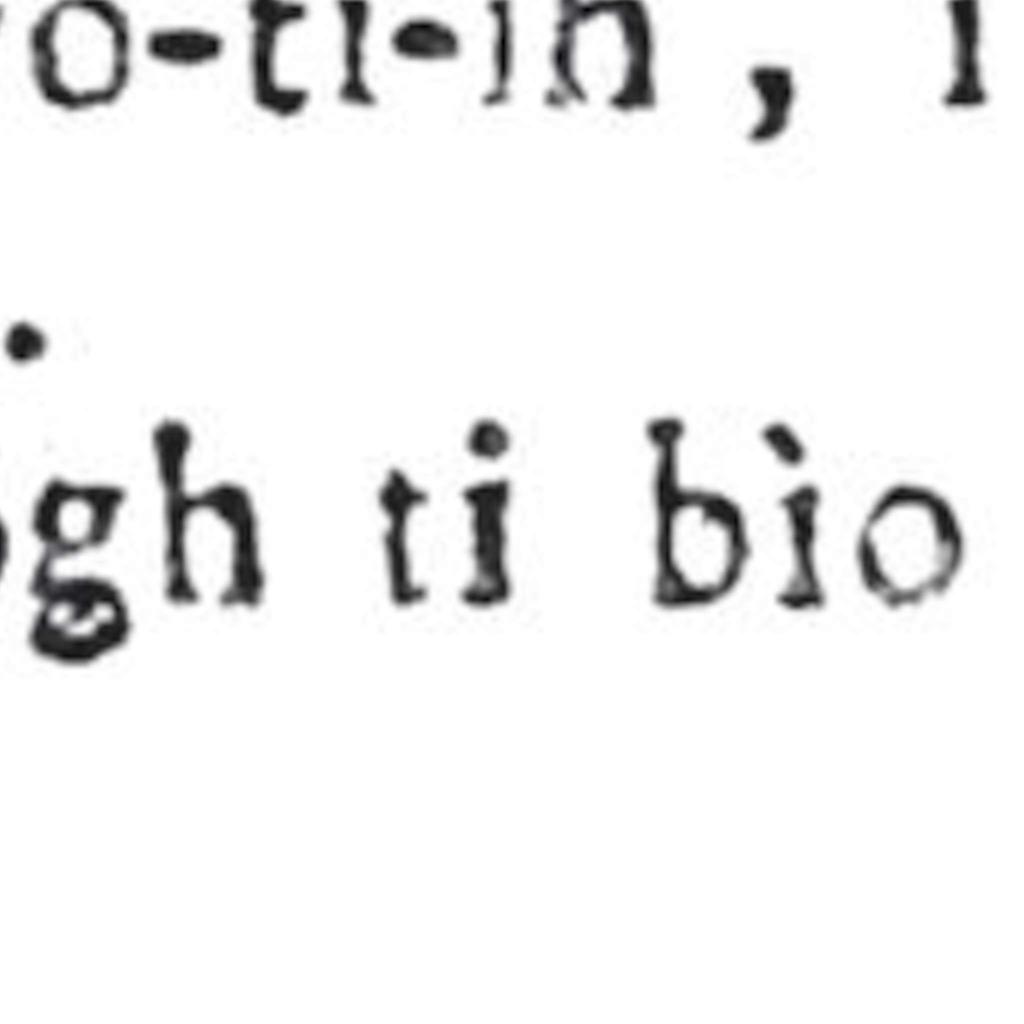 o-ti-in ,
.
gh ti bìo